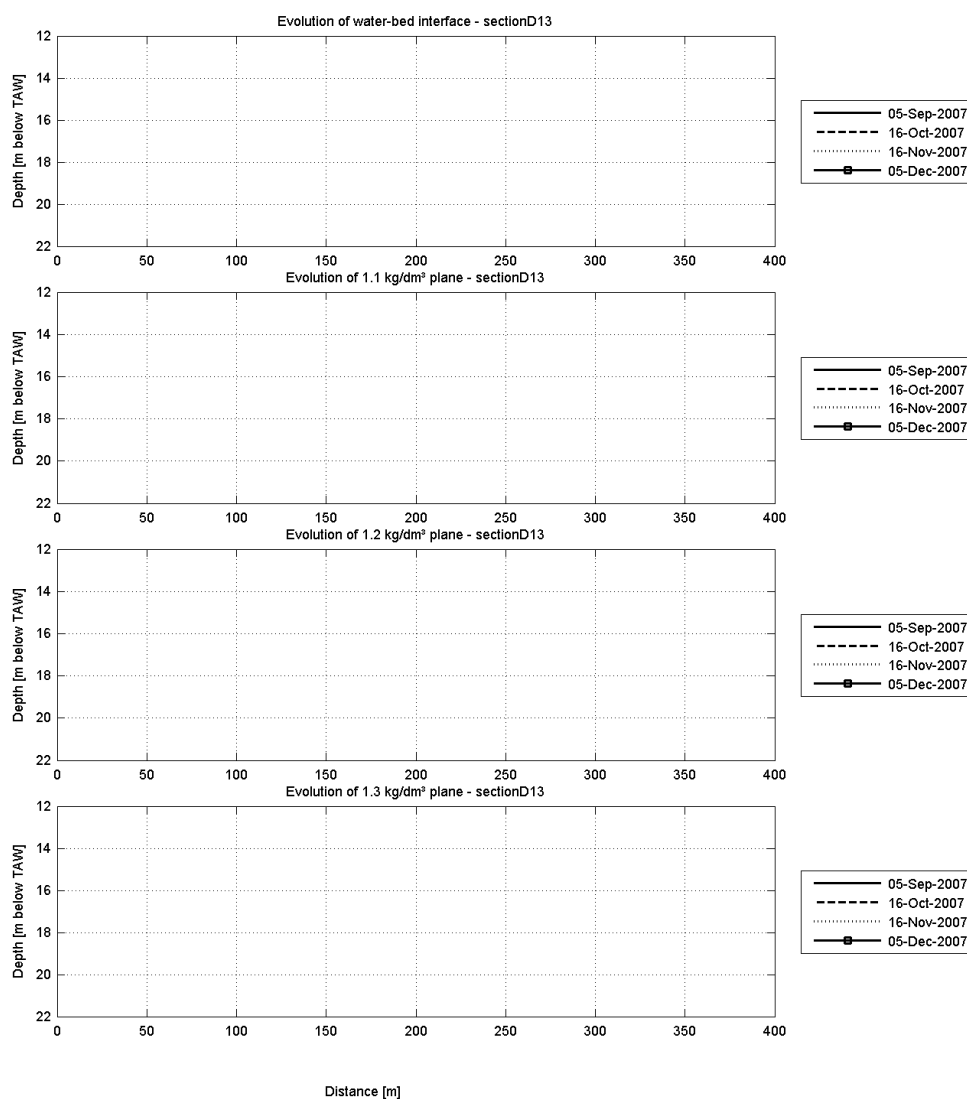 Evolution of water-bed interface - sectionD13
12
14
16
18
20
22
Depth [m below TAW]
0 50 100 150 200 250 300 350 400
05-Sep-2007
16-Oct-2007
16-Nov-2007
05-Dec-2007
Evolution of 1.1 kg/dm³ plane - sectionD13
12
14
16
18
20
22
Depth [m below TAW]
0 50 100 150 200 250 300 350 400
05-Sep-2007
16-Oct-2007
16-Nov-2007
05-Dec-2007
Evolution of 1.2 kg/dm³ plane - sectionD13
12
14
16
18
20
22
Depth [m below TAW]
0 50 100 150 200 250 300 350 400
05-Sep-2007
16-Oct-2007
16-Nov-2007
05-Dec-2007
Evolution of 1.3 kg/dm³ plane - sectionD13
12
14
16
18
20
22
Depth [m below TAW]
0 50 100 150 200 250 300 350 400
05-Sep-2007
16-Oct-2007
16-Nov-2007
05-Dec-2007
Distance [m]